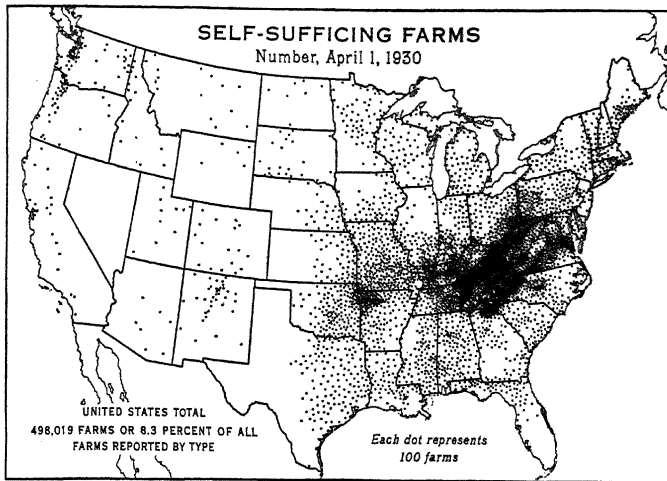 SELF-SUFFICING FARMS
Number, April 1, 1930
UNITED STATES TOTAL
498,019 FARMS OR 8.3 PERCENT OF ALL
FARMS REPORTED BY TYPE
Each dot represents
100 farms